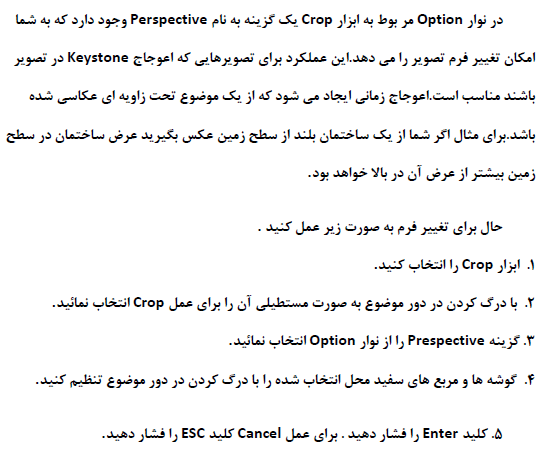 در نوار Option مر بوط به ابزار Crop یک گزینه به نام Perspective وجود دارد که به شما
امکان تغییر فرم تصویر را می دهد.این عملکرد برای تصویرهایی که اعوجاج Keystone در تصویر
باشند مناسب است.اعوجاج زمانی ایجاد می شود که از یک موضوع تحت زاویه ای عکاسی شده
باشد.برای مثال اگر شما از یک ساختمان بلند از سطح زمین عکس بگیرید عرض ساختمان در سطح
زمین بیشتر از عرض آن در بالا خواهد بود.
حال برای تغییر فرم به صورت زیر عمل کنید .
۱. ابزار Crop را انتخاب کنید.
۲. با درگ کردن در دور موضوع به صورت مستطیلی آن را برای عمل Crop انتخاب نمائید.
۳. گزینه Prespective را از نوار Option انتخاب نمائید.
۴. گوشه ها و مربع های سفید محل انتخاب شده را با درگ کردن در دور موضوع تنظیم کنید.
۵. کلید Enter را فشار دهید . برای عمل Cancel کلید ESC را فشار دهید.